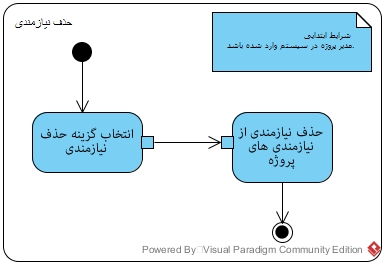 حذف نیازمندی
شرایط ابتدایی
مدیر پروژه در سیستم وارد شده باشد.
انتخاب گزینه حذف
نیازمندی
حذف نیازمندی از
نیازمندی های
پروژه
Powered By Visual Paradigm Community Edition